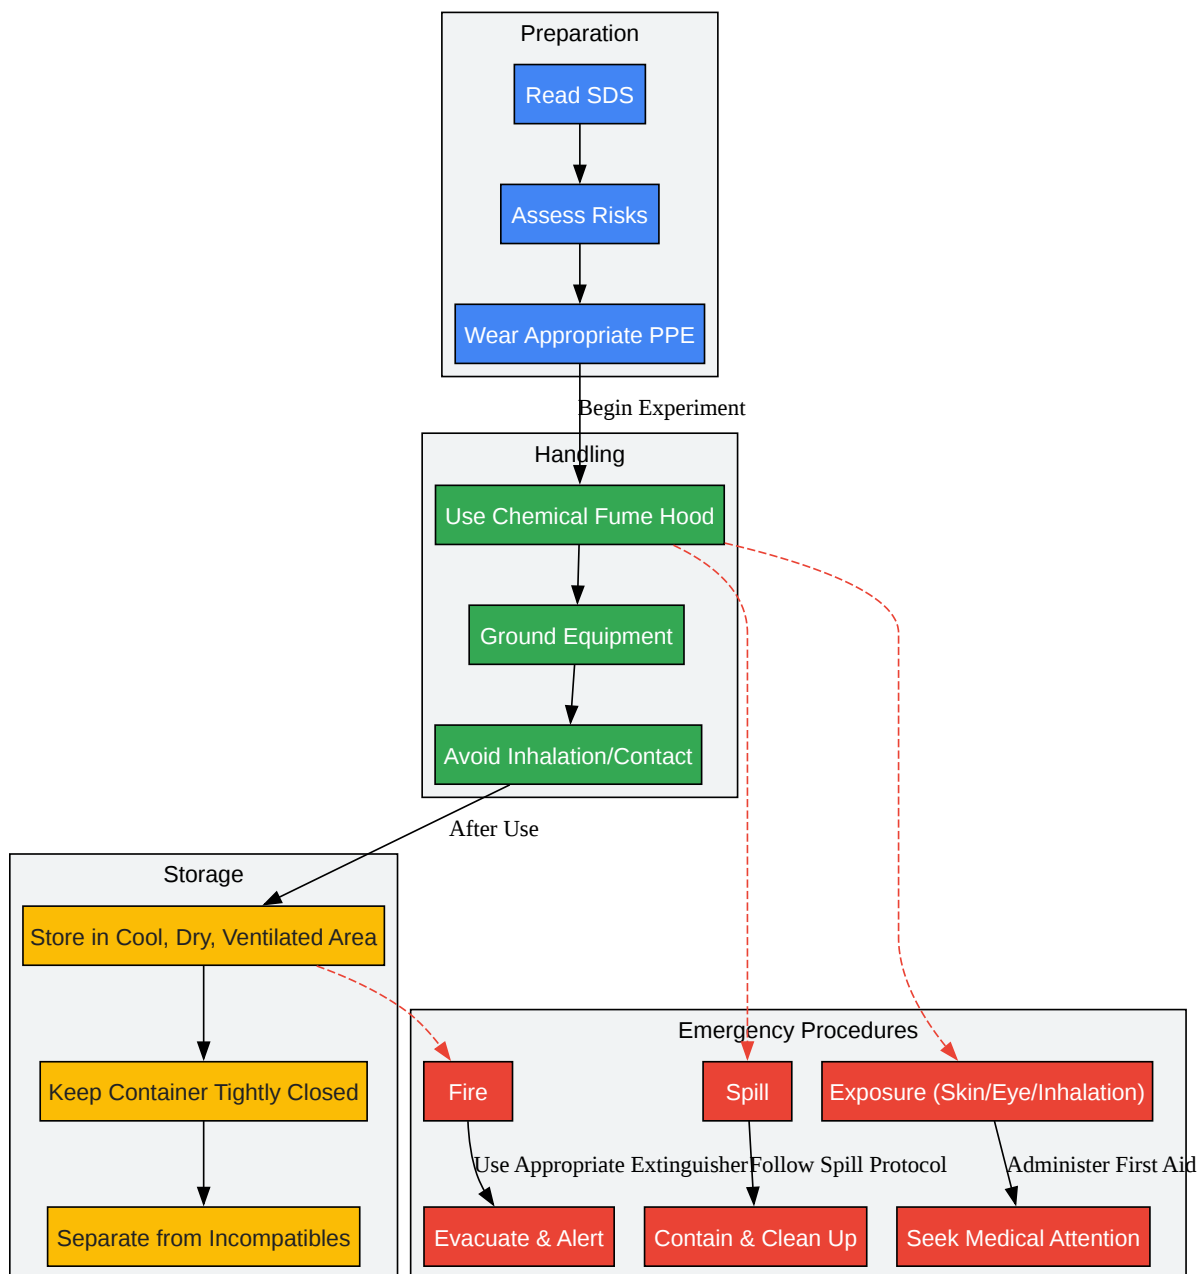 Preparation
Read SDS
Assess Risks
Wear Appropriate PPE
Begin Experiment
Handling
Use Chemical Fume Hood
Ground Equipment
Avoid Inhalation/Contact
After Use
Storage
Store in Cool, Dry, Ventilated Area
Keep Container Tightly Closed
Separate from Incompatibles
Emergency Procedures
Fire
Spill
Exposure (Skin/Eye/Inhalation)
Use Appropriate Extinguisher
Follow Spill Protocol
Administer First Aid
Evacuate & Alert
Contain & Clean Up
Seek Medical Attention